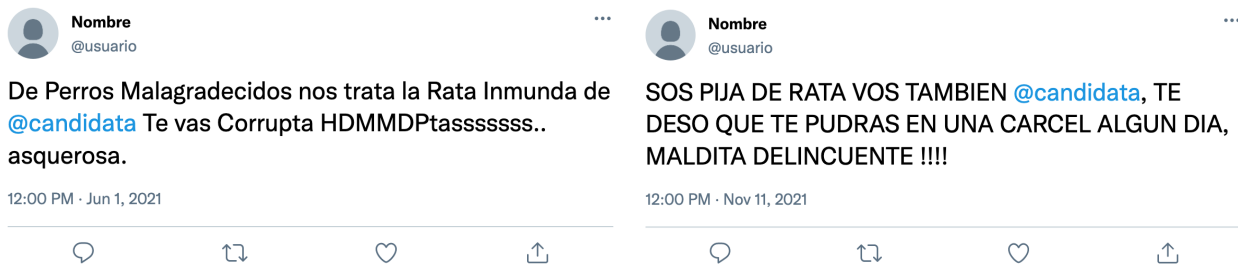 Nombre
@usuario
De Perros Malagradecidos nos trata la Rata Inmunda de
@candidata Te vas Corrupta HDMMDPtasssssss..
asquerosa.
12:00 PM · Jun 1, 2021
Nombre
@usuario
SOS PIJA DE RATA VOS TAMBIEN @candidata, TE
DESO QUE TE PUDRAS EN UNA CARCEL ALGUN DIA,
MALDITA DELINCUENTE !!!!
12:00 PM · Nov 11, 2021